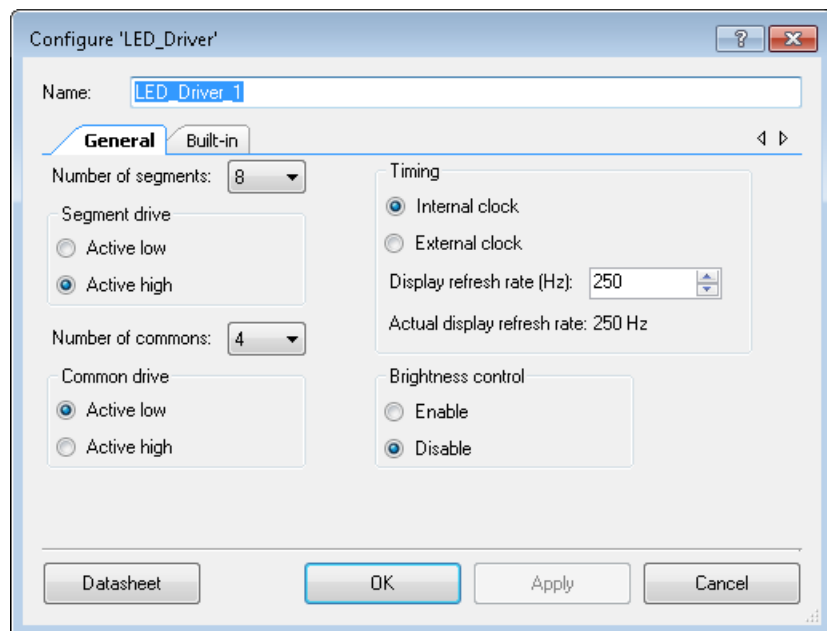 Configure 'LED_Driver'
Name: LED_Driver_1
General Built-in
Number of segments: 8
Segment drive
Active low
Active high
Number of commons: 4
Common drive
Active low
Active high
Timing
Internal clock
External clock
Display refresh rate (Hz): 250
Actual display refresh rate: 250 Hz
Brightness control
Enable
Disable
Datasheet OK Apply Cancel